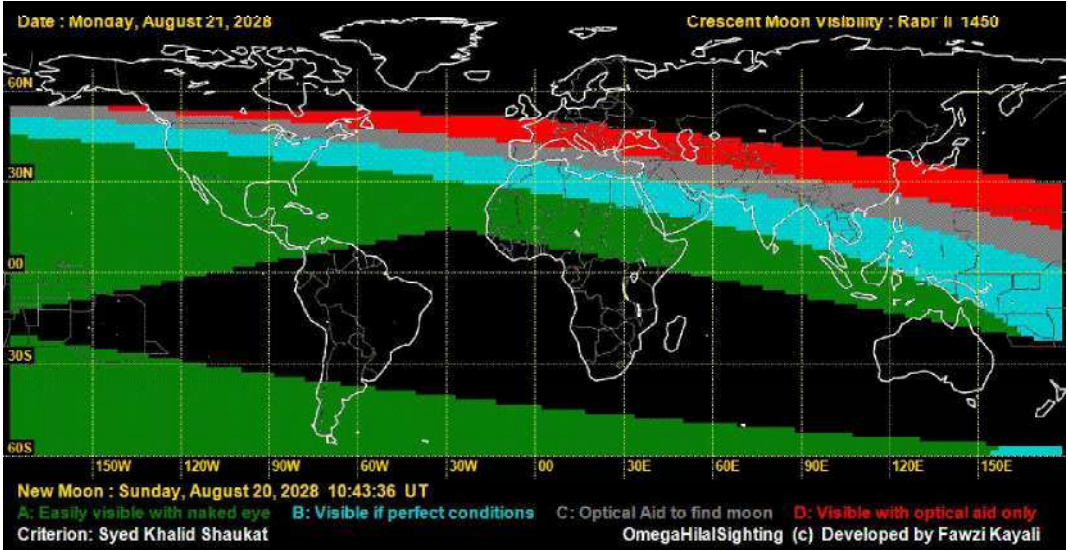 Date : Monday, August 21, 2028
Crescent Moon Visibility : Rabi' II 1450
60N
30N
00
30S
60S
150W 120W 90W 60W 30W 00 30E 60E 90E 120E 150E
New Moon : Sunday, August 20, 2028 10:43:36 UT
A: Easily visible with naked eye B: Visible if perfect conditions C: Optical Aid to find moon D: Visible with optical aid only
Criterion: Syed Khalid Shaukat OmegaHilalSighting (c) Developed by Fawzi Kayali